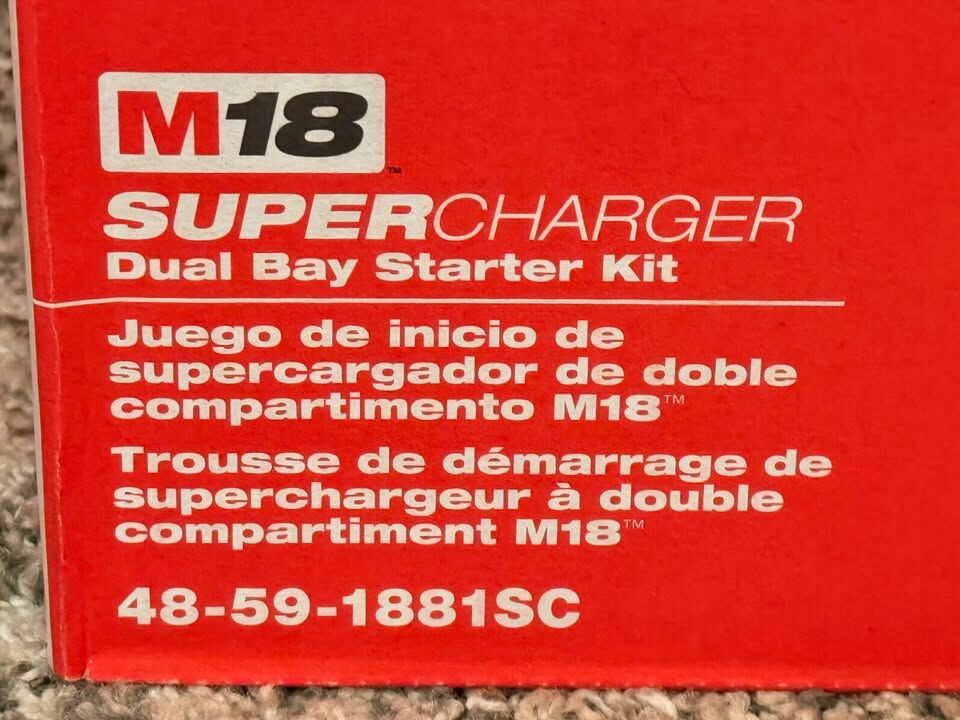 M18™
SUPERCHARGER
Dual Bay Starter Kit
Juego de inicio de
supercargador de doble
compartimento M18™
Trousse de démarrage de
superchargeur à double
compartiment M18™
48-59-1881SC